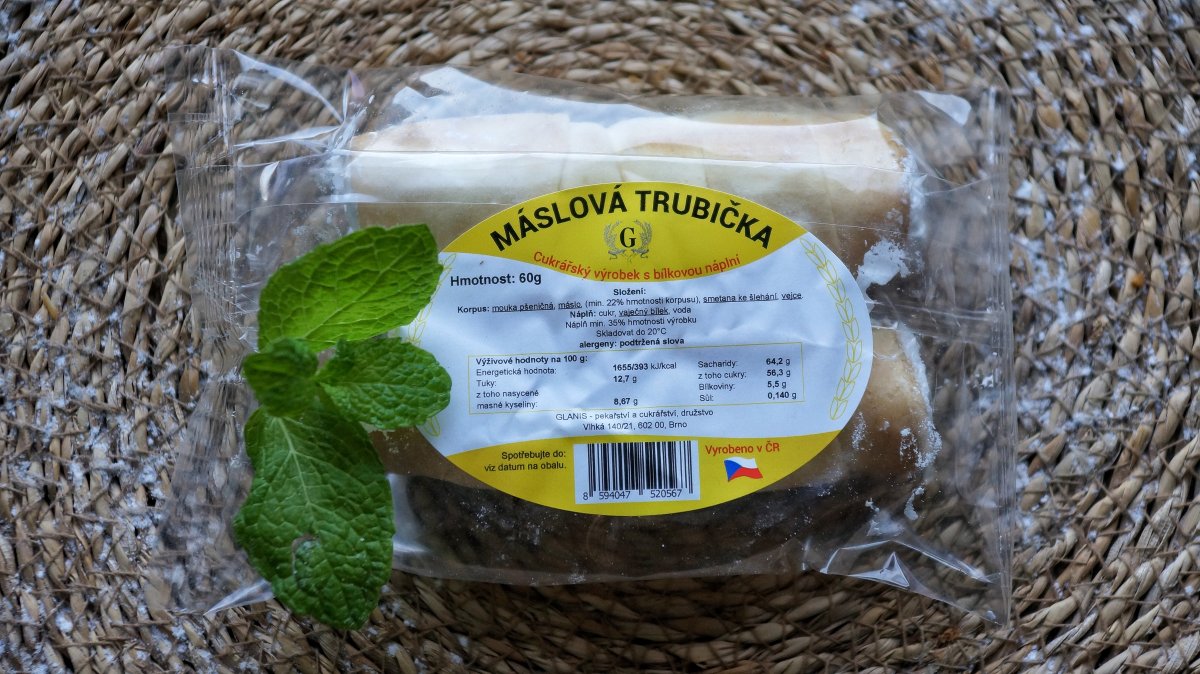 MÁSLOVÁ TRUBIČKA
G
Cukrářský výrobek s bílkovou náplní
Hmotnost: 60g
Složení:
Korpus: mouka pšeničná, máslo, (min. 22% hmotnosti korpusu), smetana ke šlehání, vejce,
Náplň: cukr, vaječný bílek, voda
Náplň min. 35% hmotnosti výrobku
Skladovat do 20°C
alergeny: podtržená slova
Výživové hodnoty na 100 g:
Energetická hodnota: 1655/393 kJ/kcal
Tuky: 12,7 g
z toho nasycené
masné kyseliny: 8,67 g
Sacharidy: 64,2 g
z toho cukry: 56,3 g
Bílkoviny: 5,5 g
Sůl: 0,140 g
GLANiS - pekařství a cukrářství, družstvo
Vlhká 140/21, 602 00, Brno
Spotřebujte do:
viz datum na obalu.
8 594047 520567
Vyrobeno v ČR